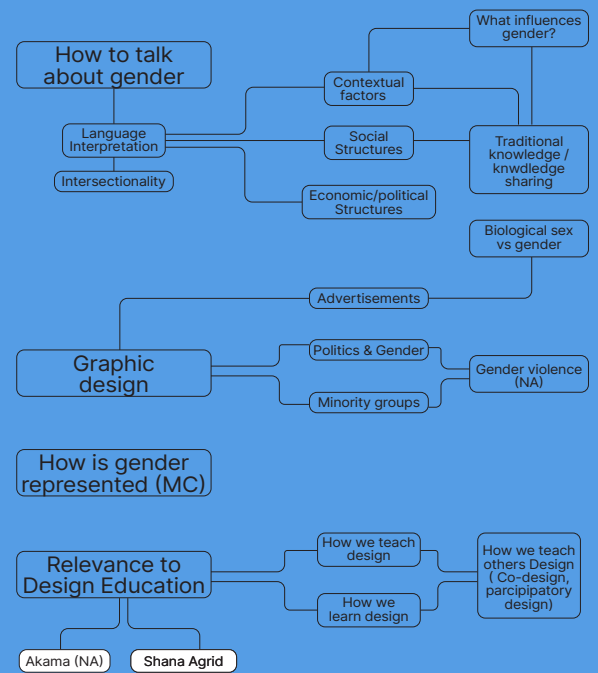 What influences
gender?
How to talk
about gender
Contextual
factors
Language
Interpretation
Social
Structures
Traditional
knowledge /
knwdledge
sharing
Intersectionality
Economic/political
Structures
Biological sex
vs gender
Advertisements
Graphic
design
Politics & Gender
Gender violence
(NA)
Minority groups
How is gender
represented (MC)
Relevance to
Design Education
How we teach
design
How we
learn design
How we teach
others Design
( Co-design,
parcipipatory
design)
Akama (NA)
Shana Agrid